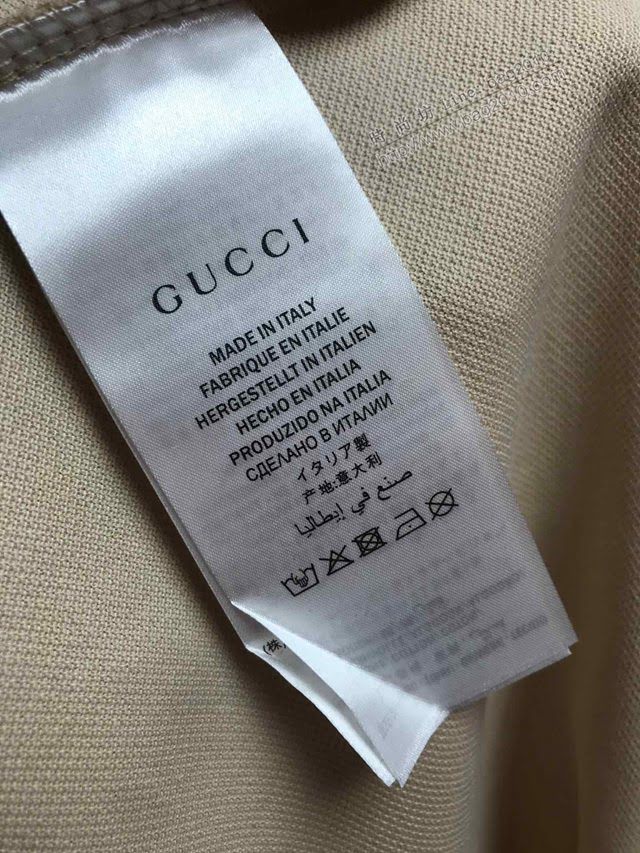 GUCCI
MADE IN ITALY
FABRIQUE EN ITALIE
HERGESTELLT IN ITALIEN
HECHO EN ITALIA
PRODUZIDO NA ITALIA
СДЕЛАНО В ИТАЛИИ
イタリア製
产地:意大利
صنع في إيطاليا
(株)